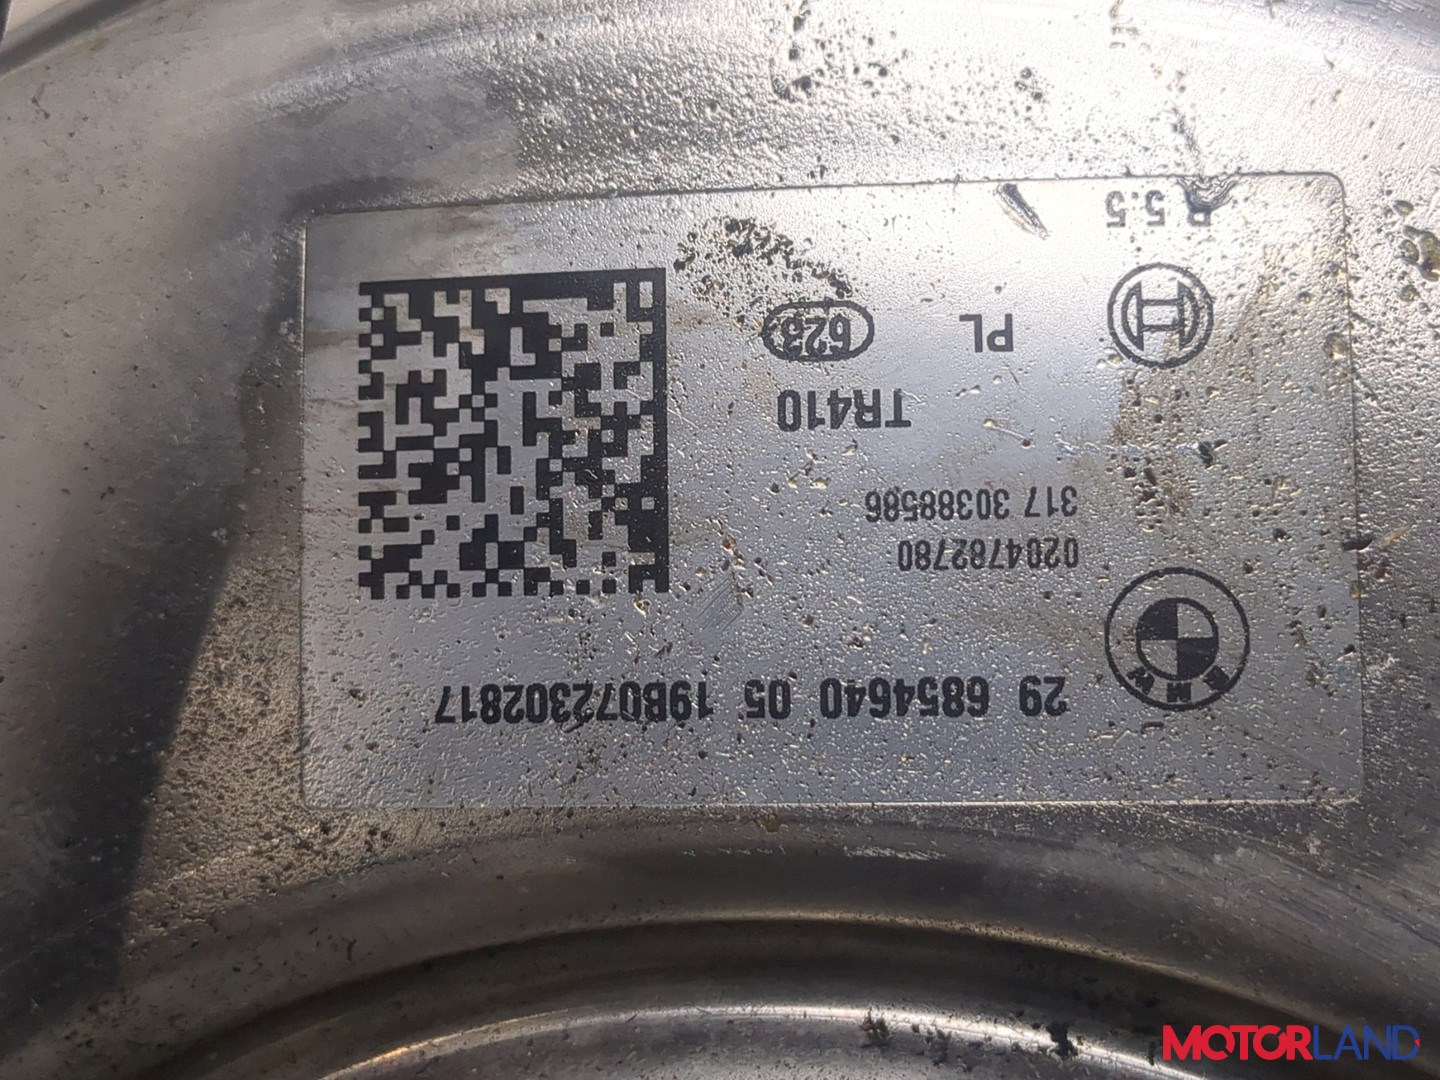 29 6854640 05 19B072302817
BMW
0204782780
317 30388586
TR410
PL 623
5.5
MOTORLAND